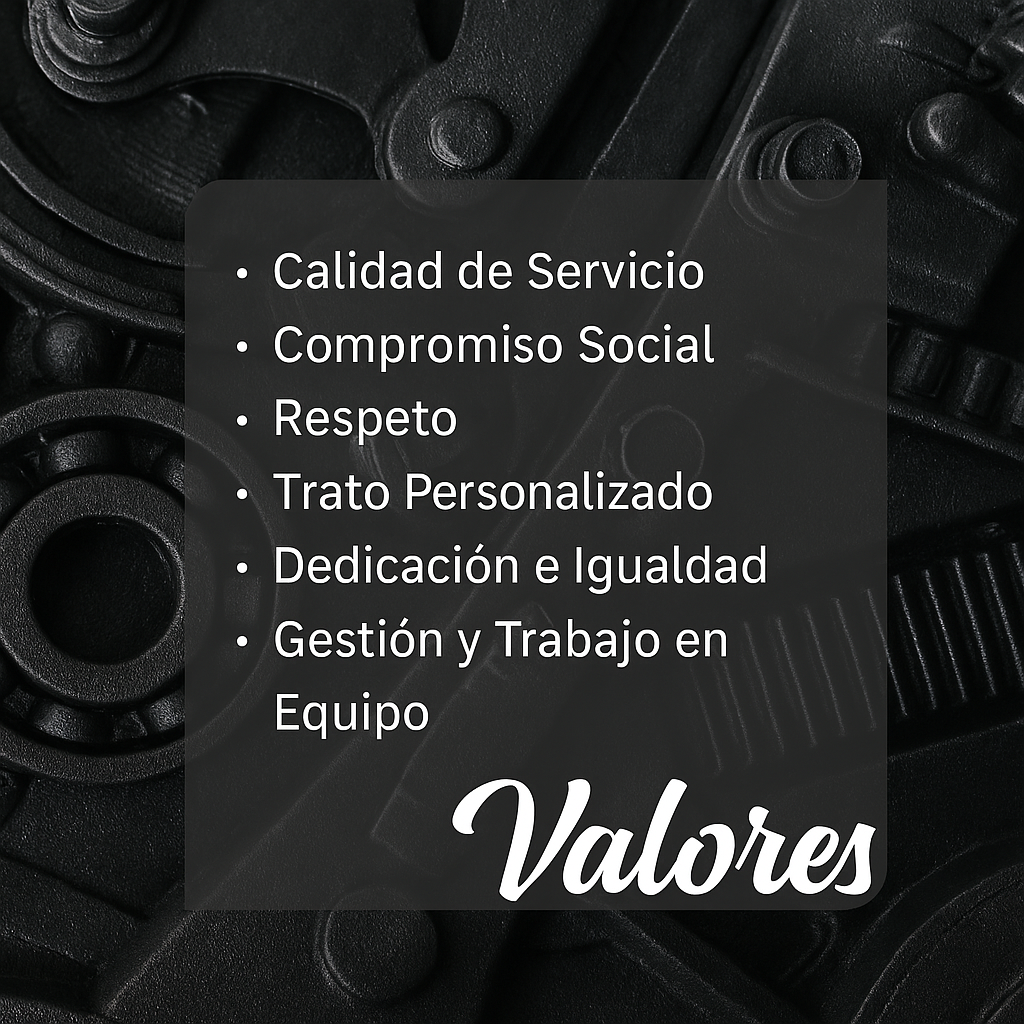 • Calidad de Servicio
• Compromiso Social
• Respeto
• Trato Personalizado
• Dedicación e Igualdad
• Gestión y Trabajo en
Equipo
Valores